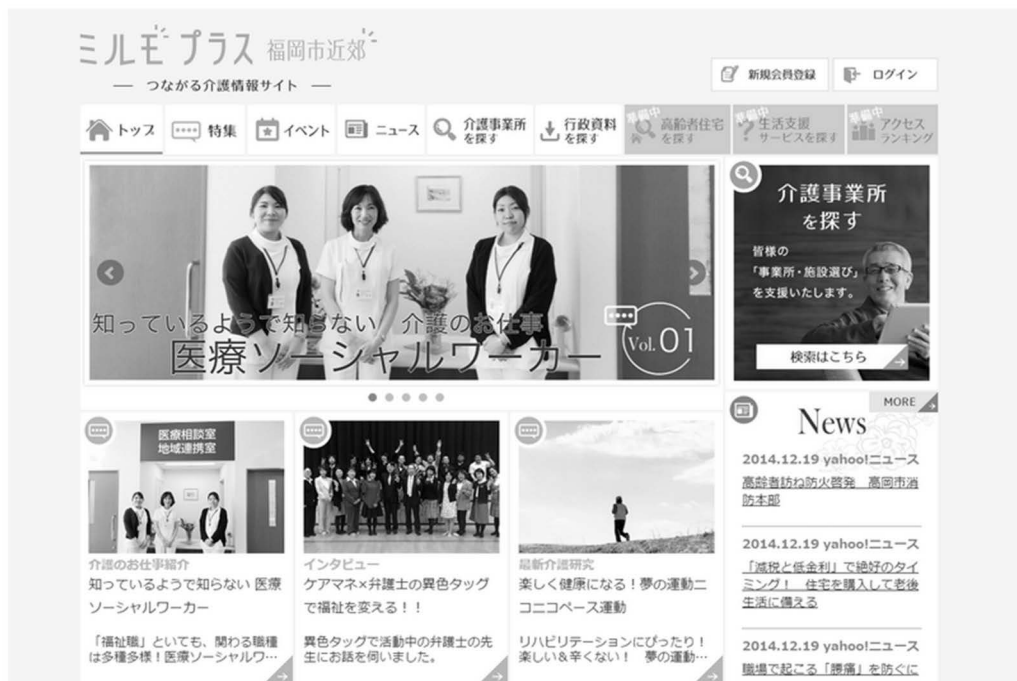 ミルモプラス 福岡市近郊
つながる介護情報サイト
新規会員登録
ログイン
トップ
特集
イベント
ニュース
介護事業所
を探す
行政資料
を探す
準備中
高齢者住宅
を探す
準備中
生活支援
サービスを探す
準備中
アクセス
ランキング
知っているようで知らない 介護のお仕事
医療ソーシャルワーカー
Vol.01
介護事業所
を探す
皆様の
「事業所・施設選び」
を支援いたします。
検索はこちら
MORE
News
2014.12.19 yahoo!ニュース
高齢者訪ね防火啓発 高岡市消
防本部
2014.12.19 yahoo!ニュース
「減税と低金利」で絶好のタイ
ミング! 住宅を購入して老後
生活に備える
2014.12.19 yahoo!ニュース
職場で起こる「腰痛」を防ぐに
医療相談室
地域連携室
介護のお仕事紹介
知っているようで知らない 医療
ソーシャルワーカー
「福祉職」といても、関わる職種
は多種多様!医療ソーシャルワ…
インタビュー
ケアマネ×弁護士の異色タッグ
で福祉を変える!!
異色タッグで活動中の弁護士の先
生にお話を伺いました。
最新介護研究
楽しく健康になる!夢の運動ニ
コニコペース運動
リハビリテーションにぴったり!
楽しい&辛くない! 夢の運動…